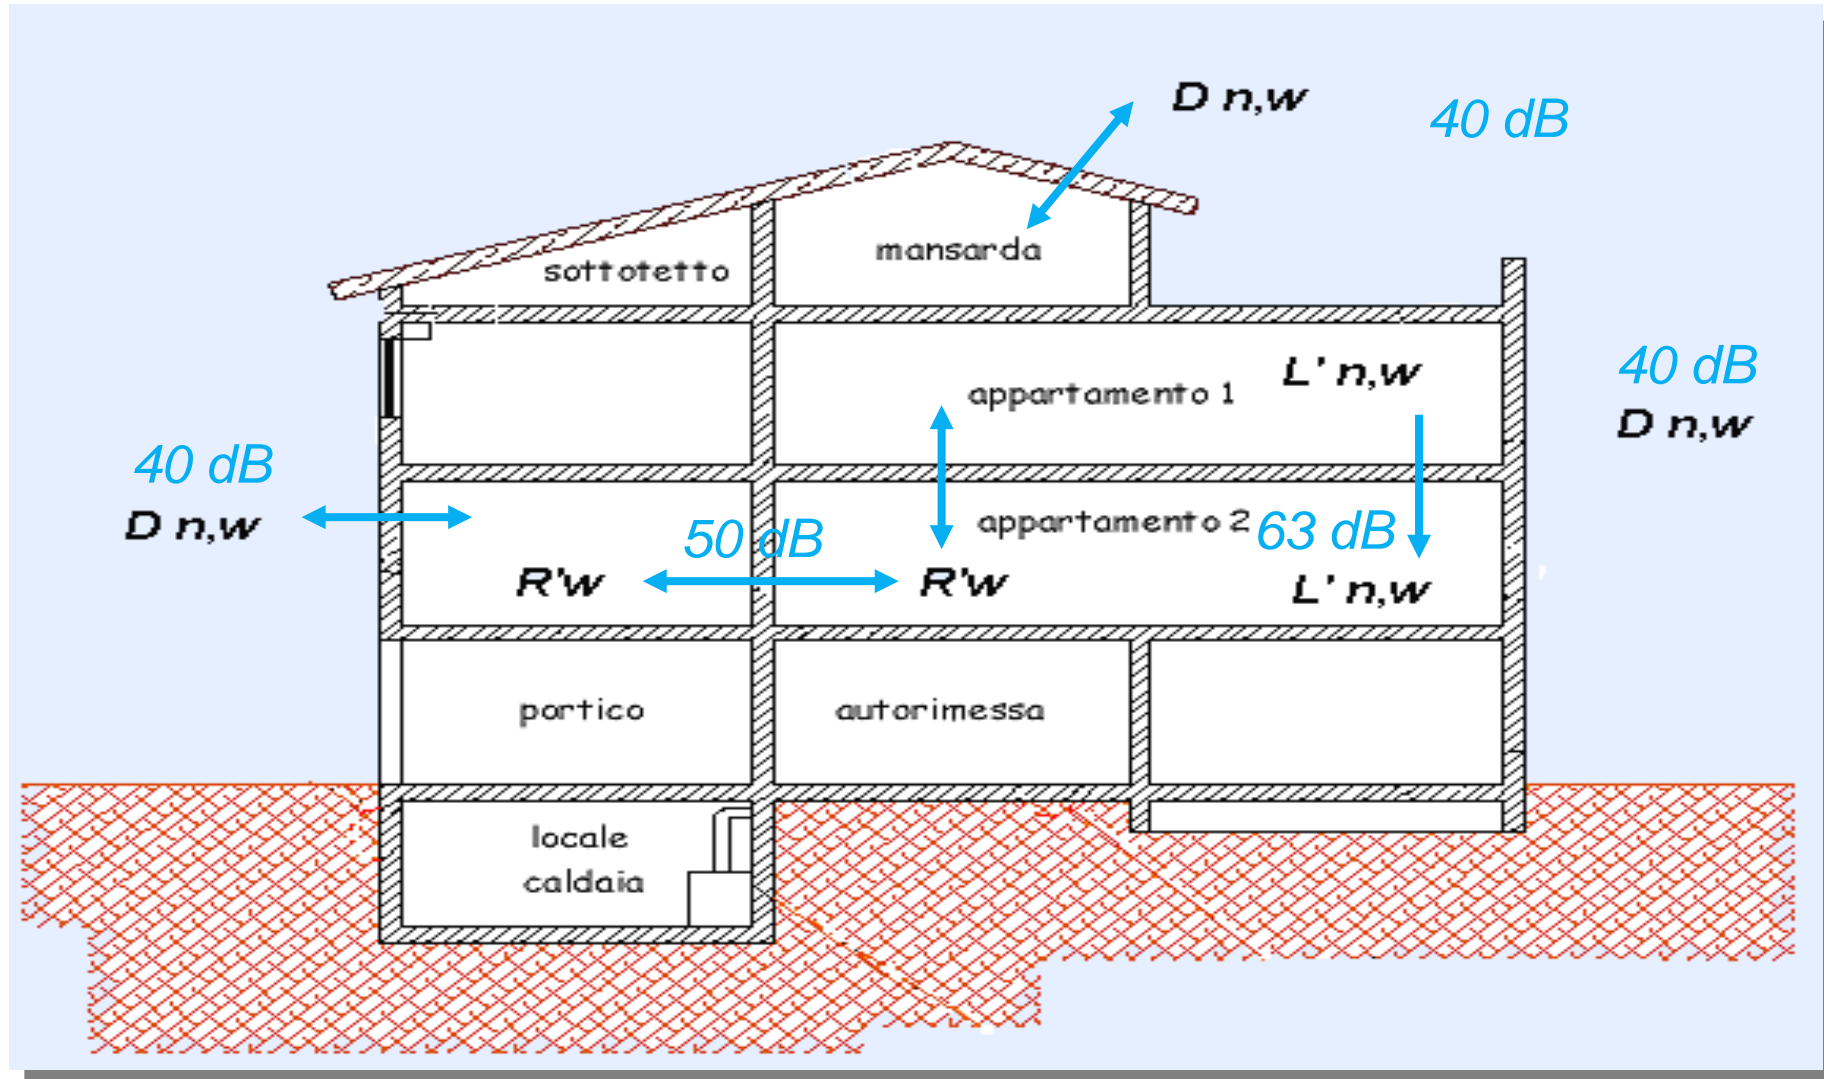 D n,w
40 dB
mansarda
sottotetto
L' n,w
appartamento 1
40 dB
D n,w
40 dB
D n,w
50 dB
appartamento 2
63 dB
R'w
R'w
L' n,w
portico
autorimessa
locale
caldaia